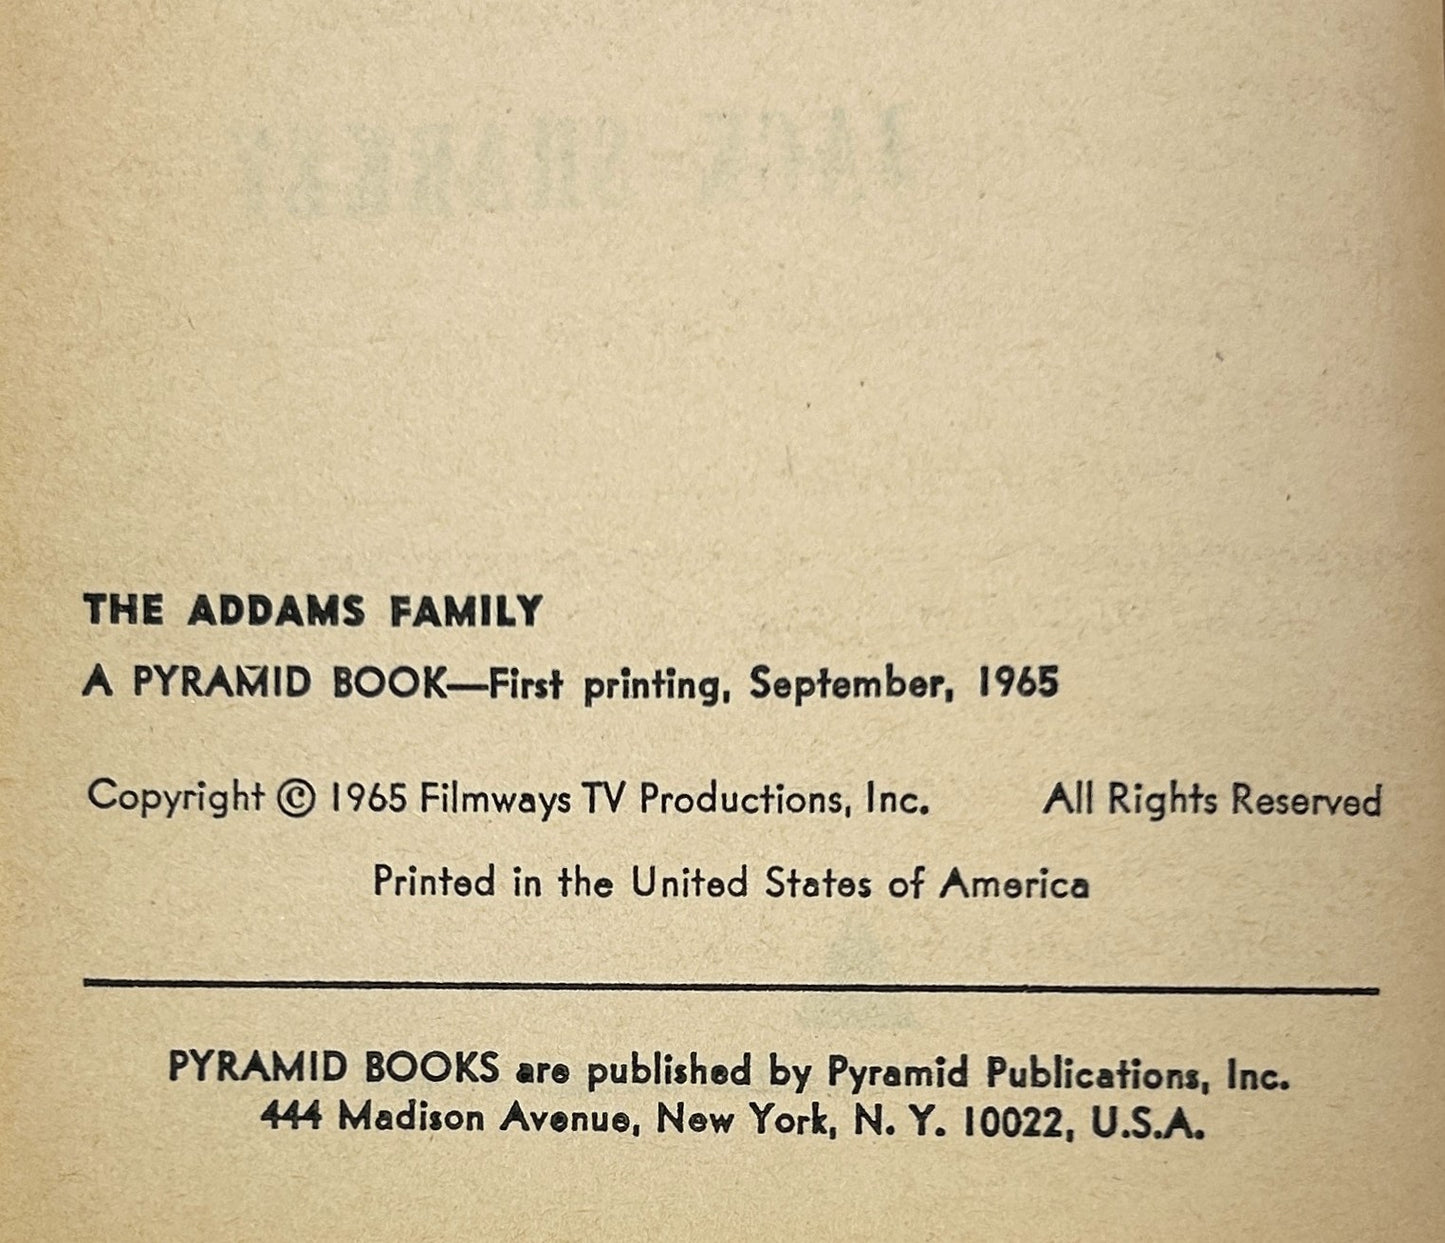 THE ADDAMS FAMILY
A PYRAMID BOOK—First printing, September, 1965
Copyright © 1965 Filmways TV Productions, Inc. All Rights Reserved
Printed in the United States of America
PYRAMID BOOKS are published by Pyramid Publications, Inc.
444 Madison Avenue, New York, N. Y. 10022, U.S.A.